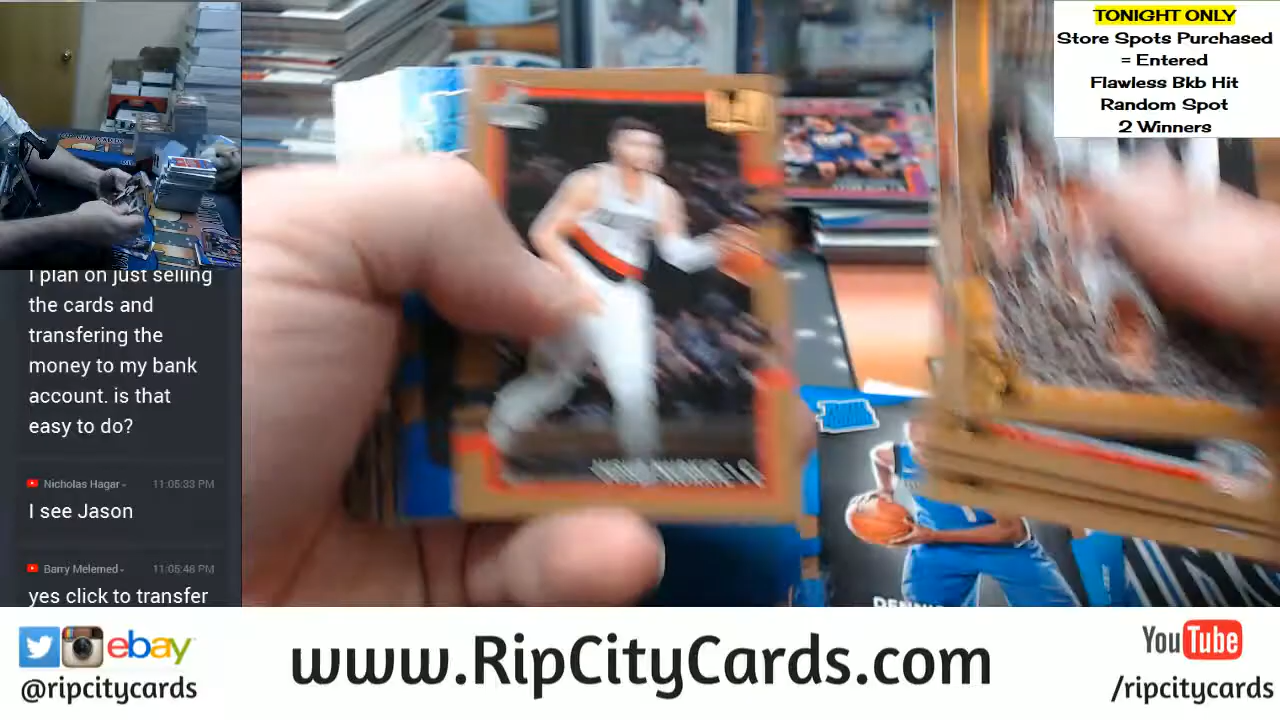 TONIGHT ONLY
Store Spots Purchased
= Entered
Flawless Bkb Hit
Random Spot
2 Winners
I plan on just selling
the cards and
transfering the
money to my bank
account. is that
easy to do?
Nicholas Hagar - 11:05:33 PM
I see Jason
Barry Melemed - 11:05:46 PM
yes click to transfer
ebay
@ripcitycards
www.RipCityCards.com
YouTube
/ripcitycards